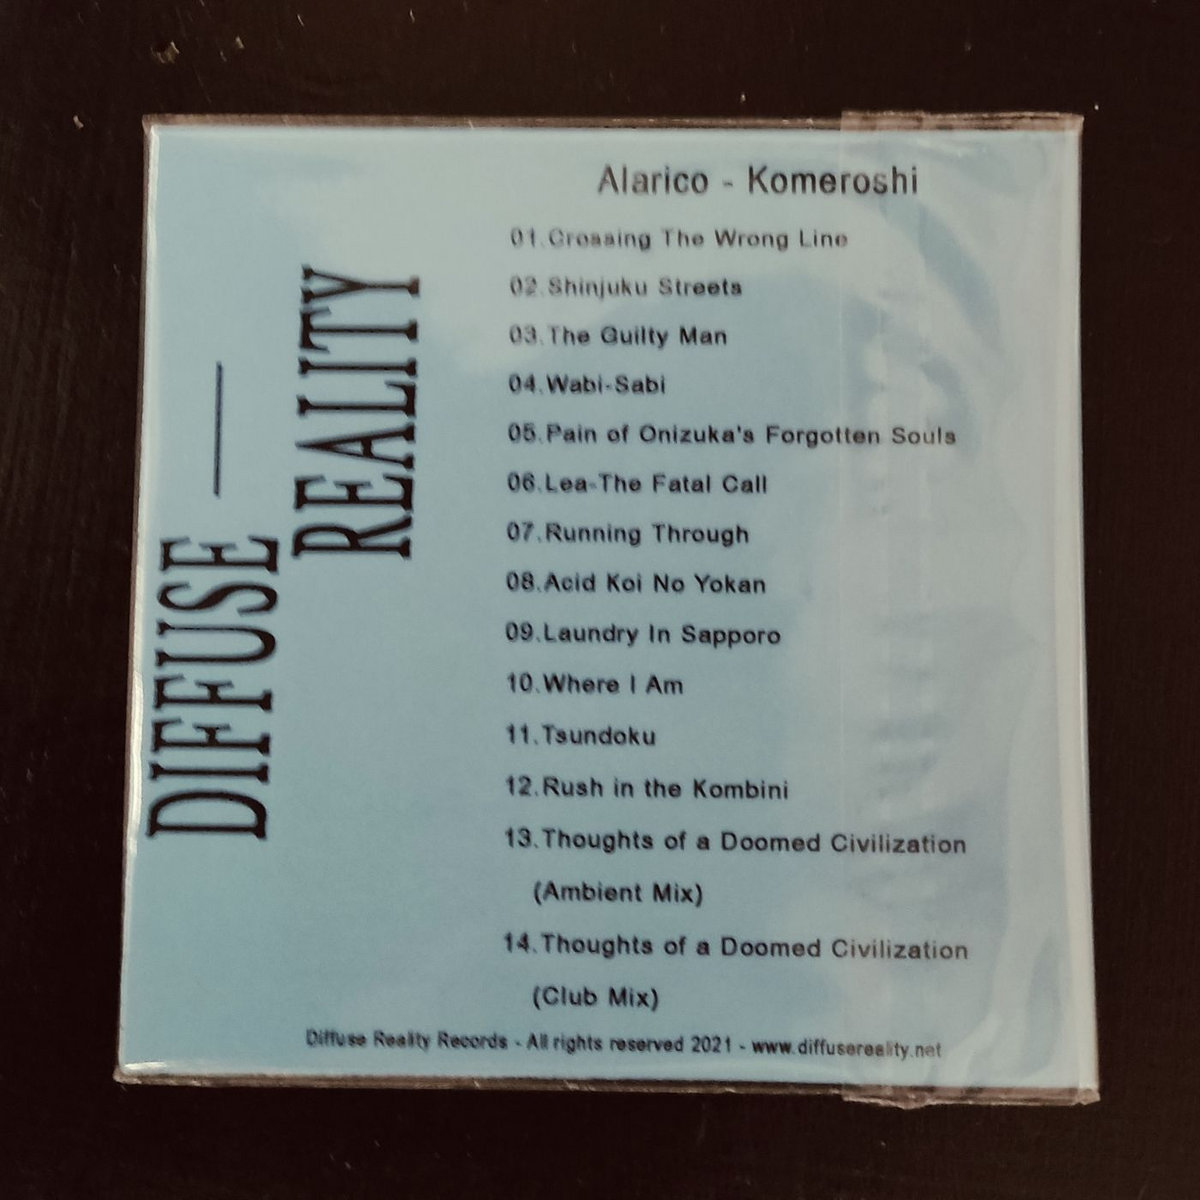 DIFFUSE —
REALITY
Alarico - Komeroshi
01.Crossing The Wrong Line
02.Shinjuku Streets
03.The Guilty Man
04.Wabi-Sabi
05.Pain of Onizuka's Forgotten Souls
06.Lea-The Fatal Call
07.Running Through
08.Acid Koi No Yokan
09.Laundry In Sapporo
10.Where I Am
11.Tsundoku
12.Rush in the Kombini
13.Thoughts of a Doomed Civilization
(Ambient Mix)
14.Thoughts of a Doomed Civilization
(Club Mix)
Diffuse Reality Records - All rights reserved 2021 - www.diffusereality.net